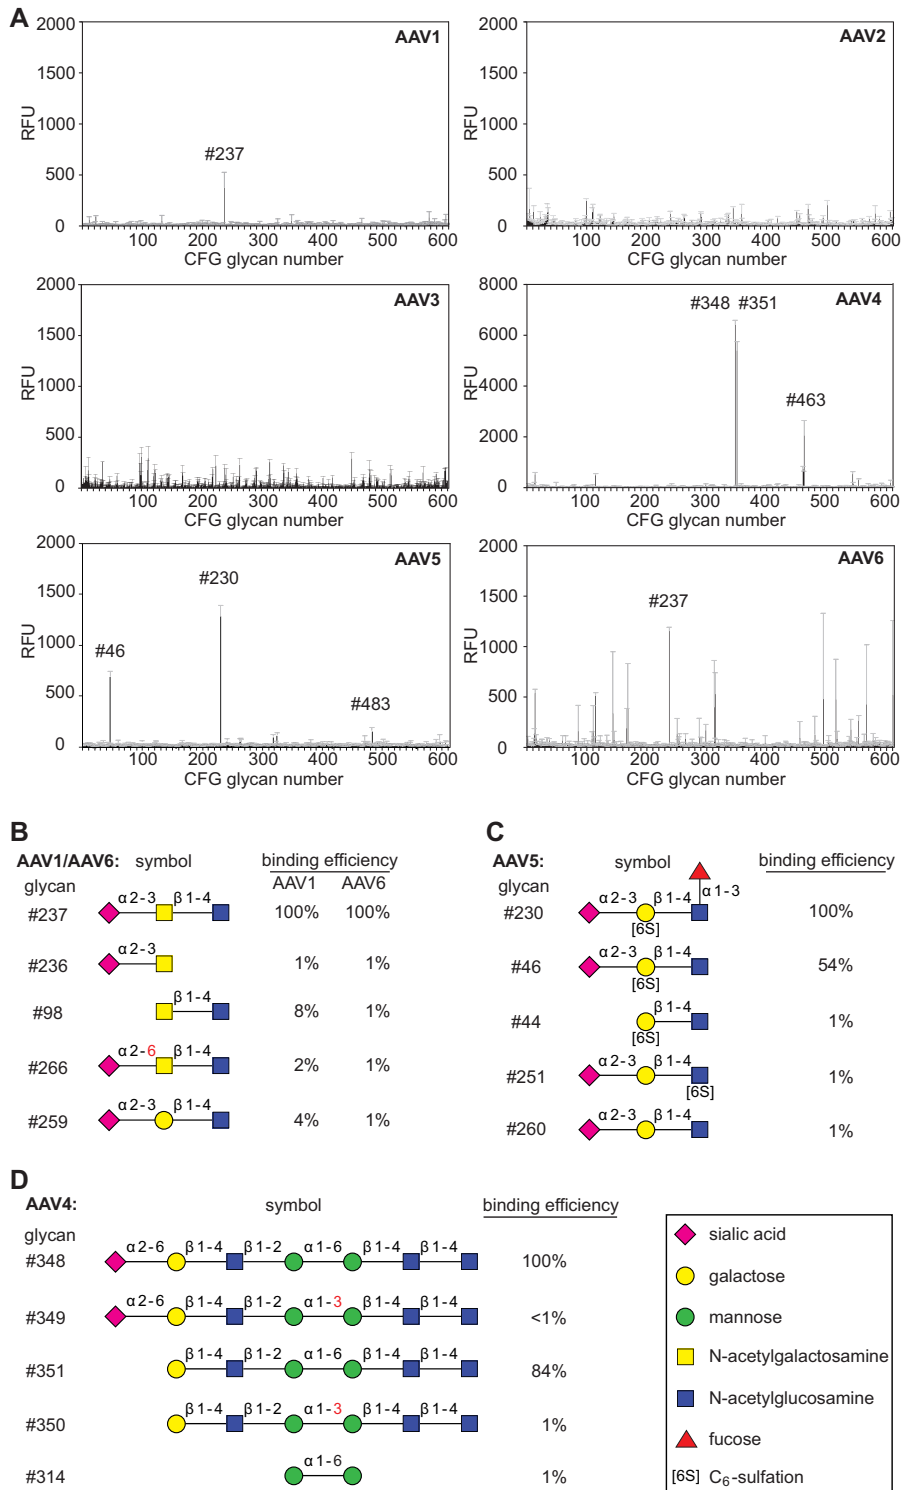 A
AAV1
2000
1500
1000
500
0
RFU
#237
100 200 300 400 500 600
CFG glycan number
AAV2
2000
1500
1000
500
0
RFU
100 200 300 400 500 600
CFG glycan number
AAV3
2000
1500
1000
500
0
RFU
100 200 300 400 500 600
CFG glycan number
AAV4
8000
6000
4000
2000
0
RFU
#348 #351
#463
100 200 300 400 500 600
CFG glycan number
AAV5
2000
1500
1000
500
0
RFU
#46
#230
#483
100 200 300 400 500 600
CFG glycan number
AAV6
2000
1500
1000
500
0
RFU
#237
100 200 300 400 500 600
CFG glycan number
B
AAV1/AAV6: symbol binding efficiency
glycan AAV1 AAV6
α2-3 β1-4
#237 100% 100%
α2-3
#236 1% 1%
β1-4
#98 8% 1%
α2-6 β1-4
#266 2% 1%
α2-3 β1-4
#259 4% 1%
C
AAV5: symbol binding efficiency
glycan
α1-3
α2-3 β1-4
#230 100%
[6S]
α2-3 β1-4
#46 54%
[6S]
β1-4
#44 1%
[6S]
α2-3 β1-4
#251 1%
[6S]
α2-3 β1-4
#260 1%
D
AAV4: symbol binding efficiency
glycan
α2-6 β1-4 β1-2 α1-6 β1-4 β1-4
#348 100%
α2-6 β1-4 β1-2 α1-3 β1-4 β1-4
#349 <1%
β1-4 β1-2 α1-6 β1-4 β1-4
#351 84%
β1-4 β1-2 α1-3 β1-4 β1-4
#350 1%
α1-6
#314 1%
sialic acid
galactose
mannose
N-acetylgalactosamine
N-acetylglucosamine
fucose
[6S] C6-sulfation